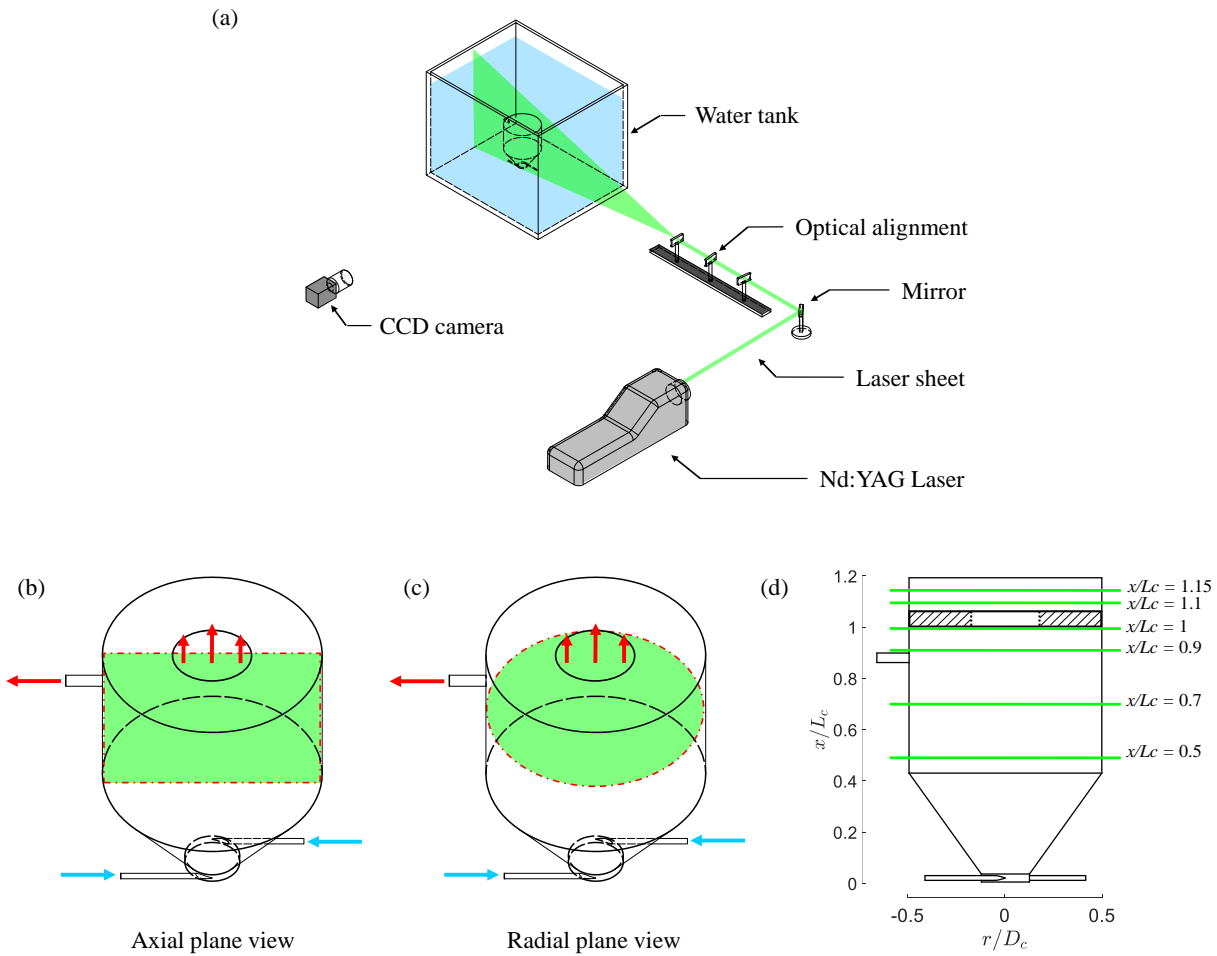 (a)
Water tank
Optical alignment
Mirror
CCD camera
Laser sheet
Nd:YAG Laser
(b)
(c)
(d)
1.2
x/Lc = 1.15
x/Lc = 1.1
1
x/Lc = 1
x/Lc = 0.9
0.8
x/Lc = 0.7
x/L_c
0.6
x/Lc = 0.5
0.4
0.2
0
-0.5 0 0.5
r/D_c
Axial plane view
Radial plane view